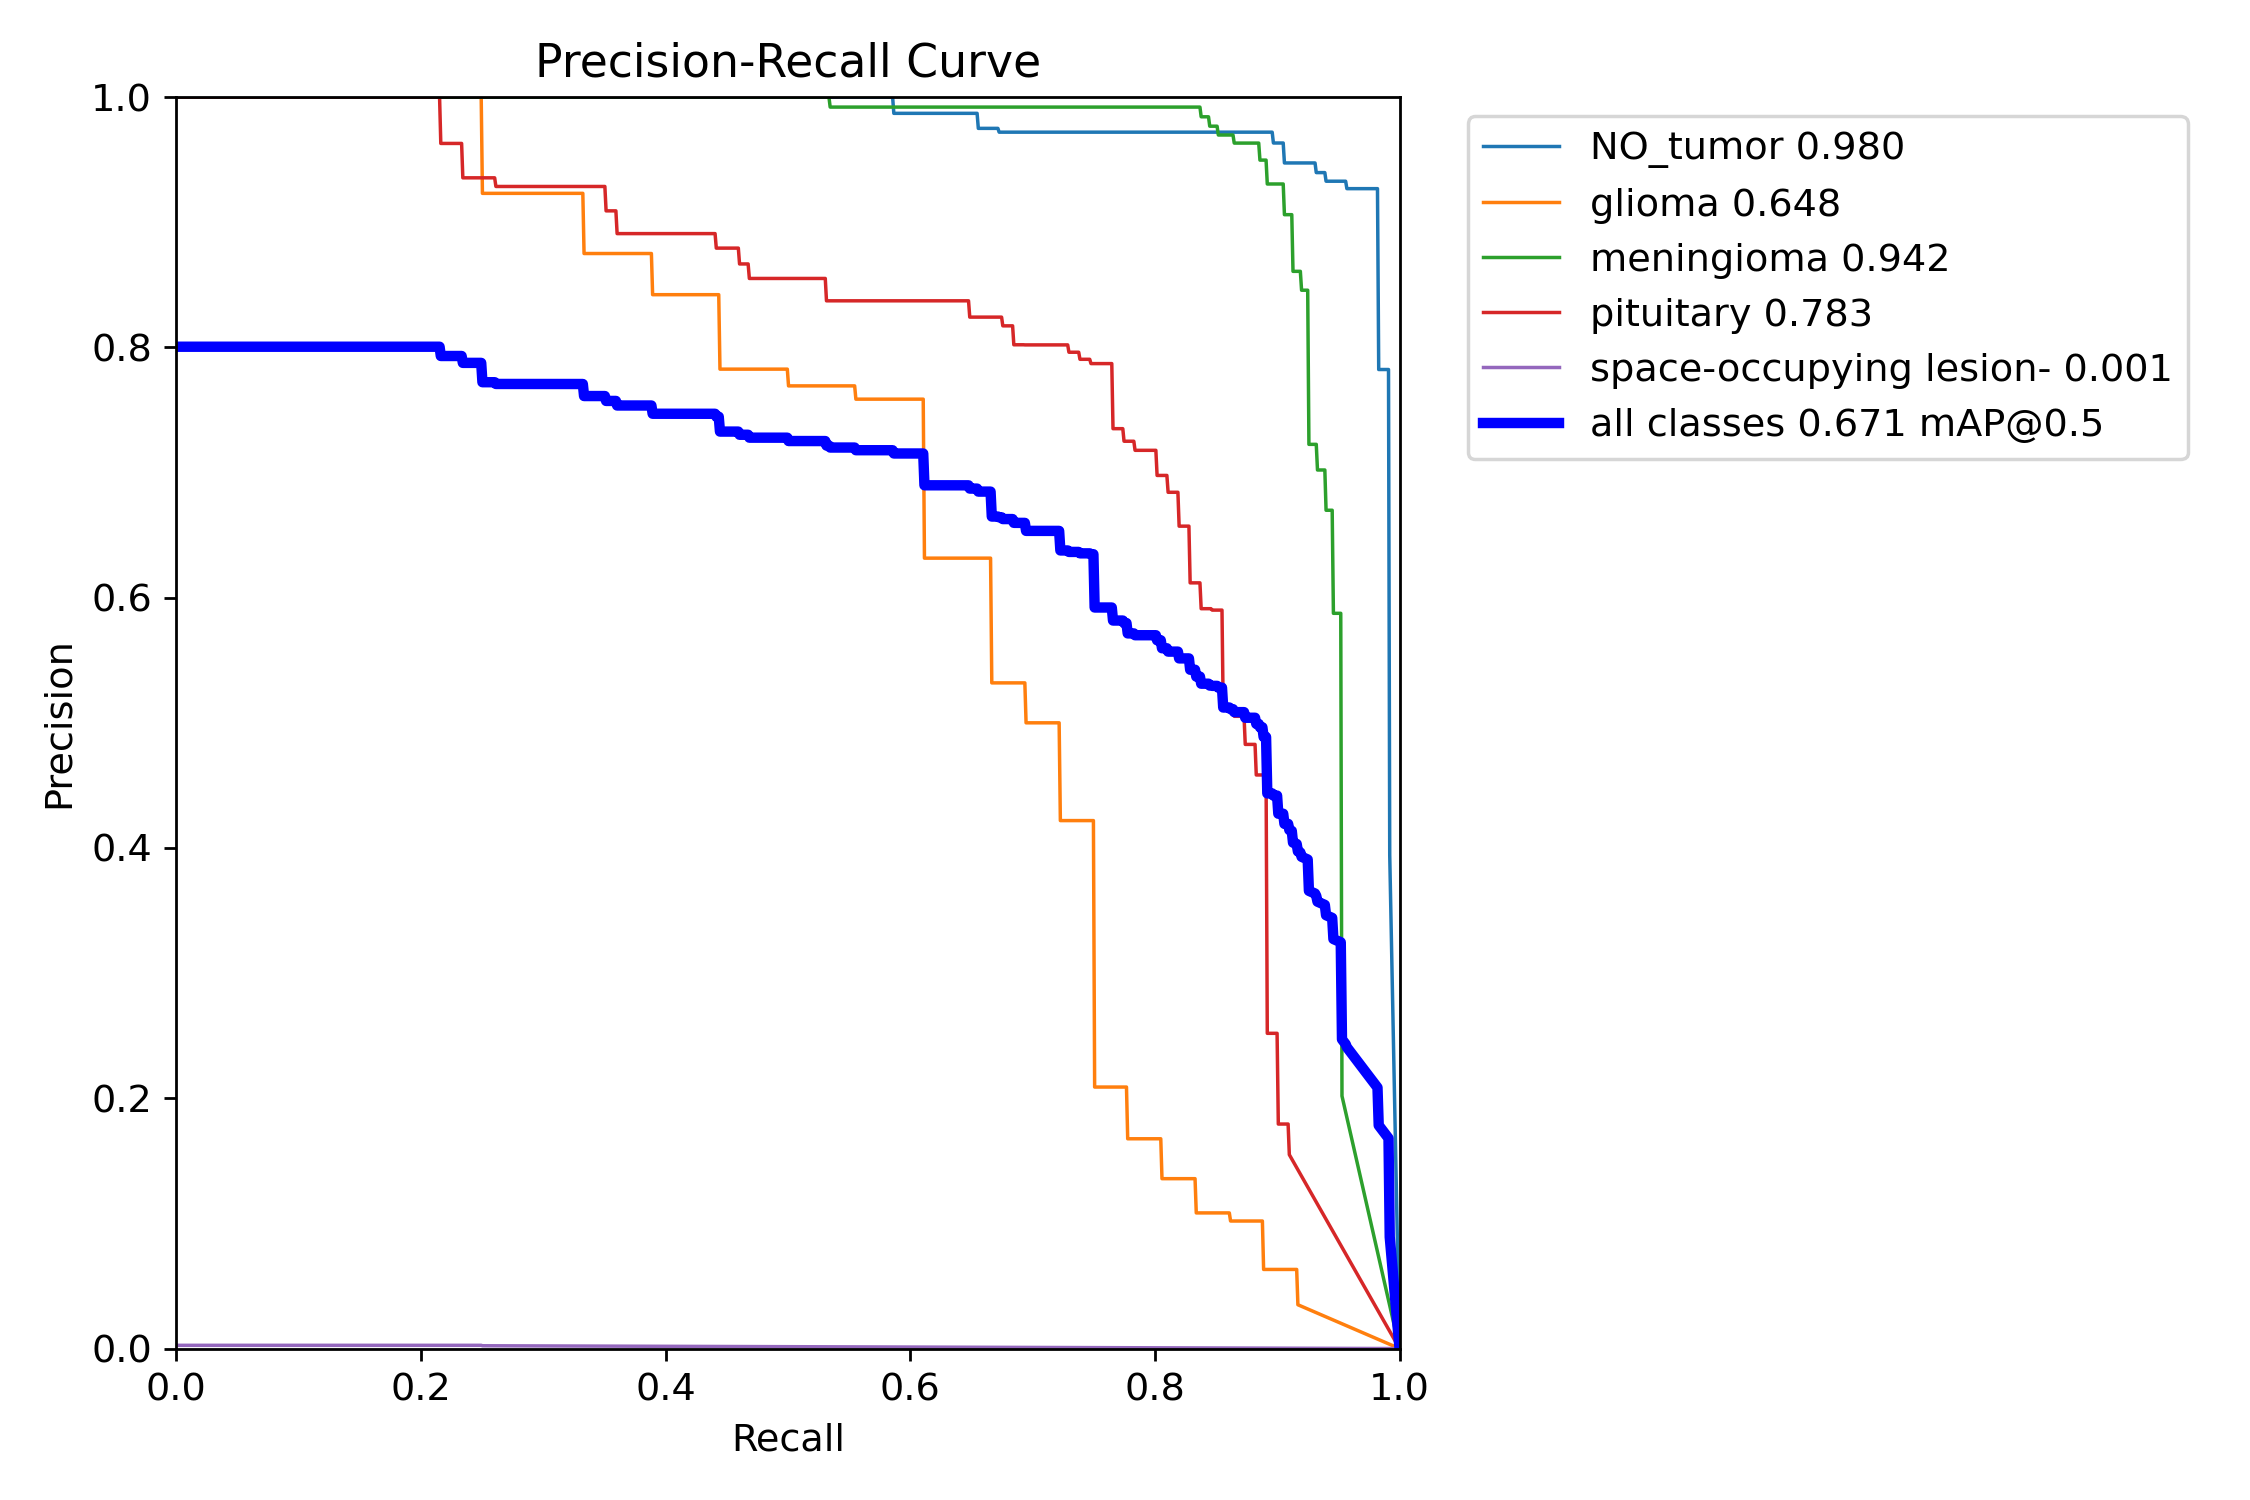 Precision-Recall Curve
1.0
0.8
0.6
0.4
0.2
0.0
Precision
0.0 0.2 0.4 0.6 0.8 1.0
Recall
NO_tumor 0.980
glioma 0.648
meningioma 0.942
pituitary 0.783
space-occupying lesion- 0.001
all classes 0.671 mAP@0.5